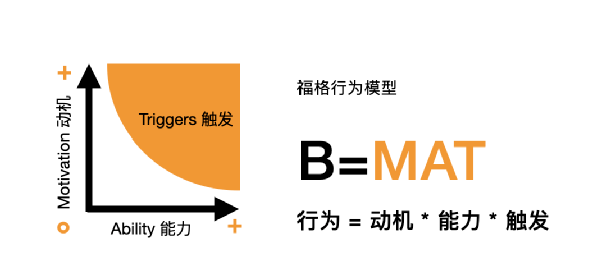 +
Motivation 动机
Triggers 触发
Ability 能力
+
福格行为模型
B=MAT
行为 = 动机 * 能力 * 触发